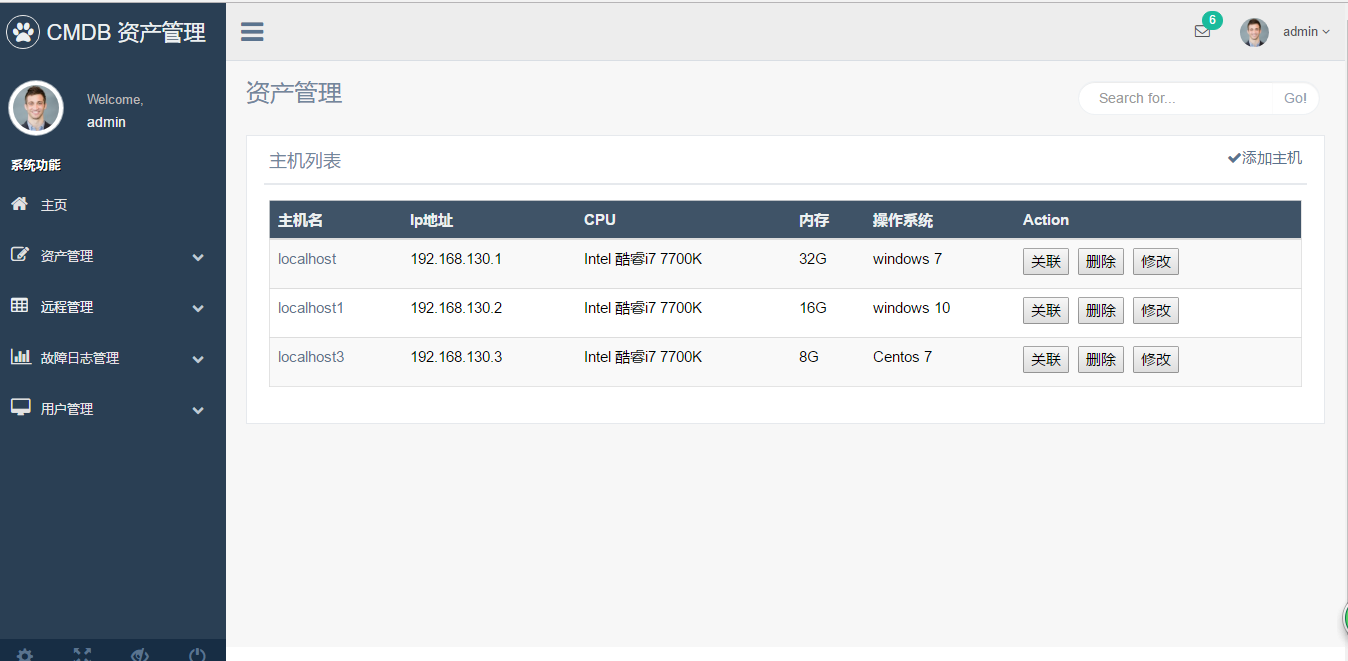 CMDB 资产管理
Welcome,
admin
系统功能
主页
资产管理
远程管理
故障日志管理
用户管理
6
admin
资产管理
Search for... Go!
主机列表
添加主机
主机名 Ip地址 CPU 内存 操作系统 Action
localhost 192.168.130.1 Intel 酷睿i7 7700K 32G windows 7 关联 删除 修改
localhost1 192.168.130.2 Intel 酷睿i7 7700K 16G windows 10 关联 删除 修改
localhost3 192.168.130.3 Intel 酷睿i7 7700K 8G Centos 7 关联 删除 修改